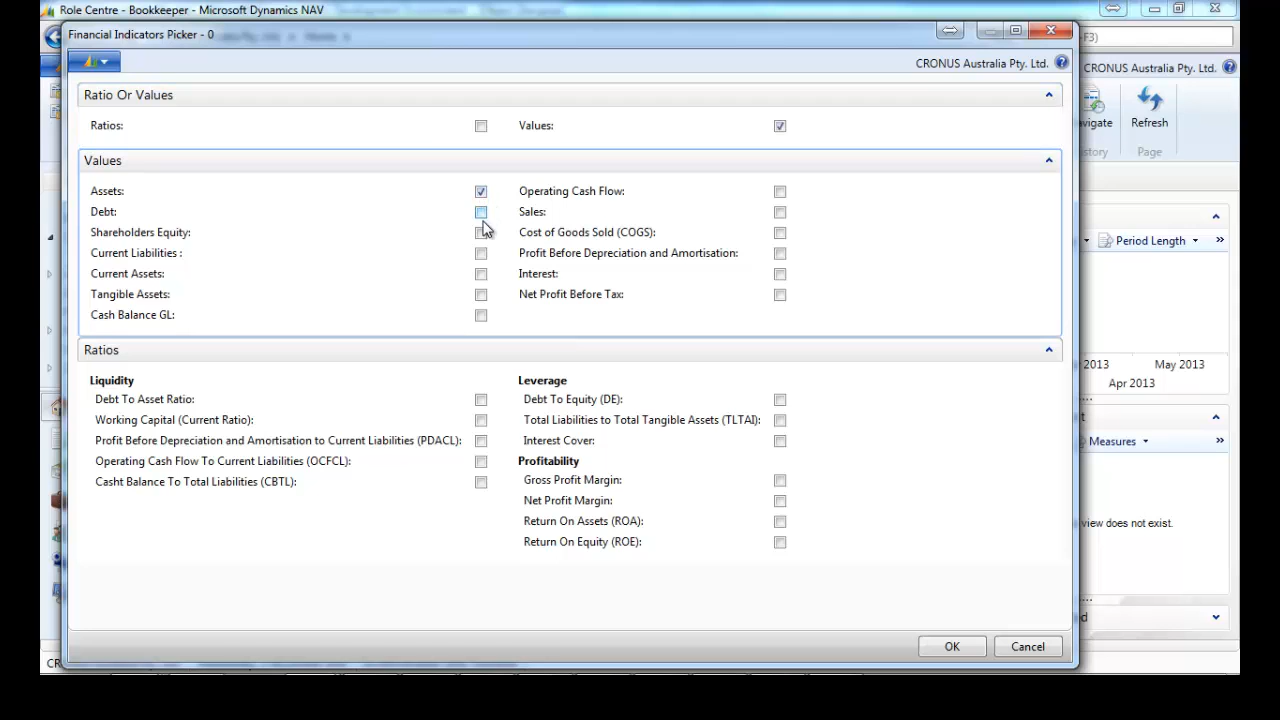 Role Centre - Bookkeeper - Microsoft Dynamics NAV
Financial Indicators Picker - 0
F3)
CRONUS Australia Pty. Ltd.
CRONUS Australia Pty. Ltd.
Ratio Or Values
Ratios:
Values:
avigate
Refresh
story
Page
Values
Assets:
Operating Cash Flow:
Debt:
Sales:
Shareholders Equity:
Cost of Goods Sold (COGS):
Period Length
Current Liabilities :
Profit Before Depreciation and Amortisation:
Current Assets:
Interest:
Tangible Assets:
Net Profit Before Tax:
Cash Balance GL:
Ratios
2013
May 2013
Apr 2013
Liquidity
Leverage
Debt To Asset Ratio:
Debt To Equity (DE):
Working Capital (Current Ratio):
Total Liabilities to Total Tangible Assets (TLTAI):
t
Profit Before Depreciation and Amortisation to Current Liabilities (PDACL):
Interest Cover:
Measures
Operating Cash Flow To Current Liabilities (OCFCL):
Profitability
Casht Balance To Total Liabilities (CBTL):
Gross Profit Margin:
Net Profit Margin:
Return On Assets (ROA):
view does not exist.
Return On Equity (ROE):
d
OK
Cancel